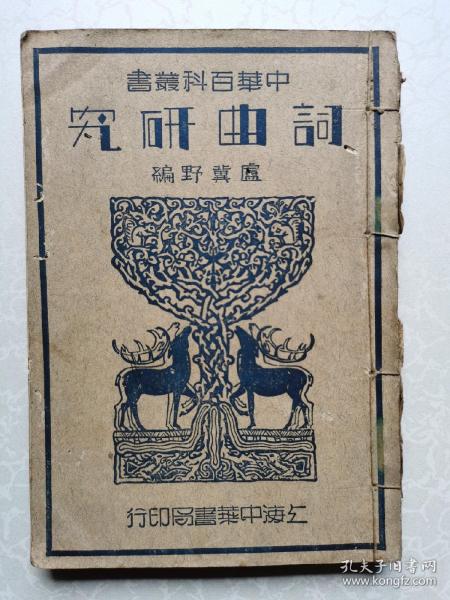 中華百科叢書
詞曲研究
盧冀野編
上海中華書局印行
孔夫子旧书网
www.kongfz.com